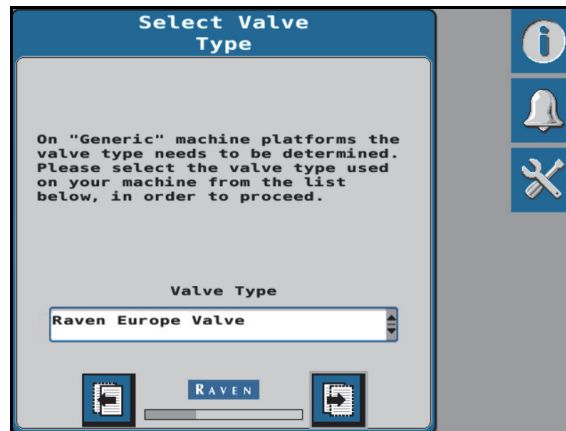 Select Valve
Type
On "Generic" machine platforms the
valve type needs to be determined.
Please select the valve type used
on your machine from the list
below, in order to proceed.
Valve Type
Raven Europe Valve
RAVEN